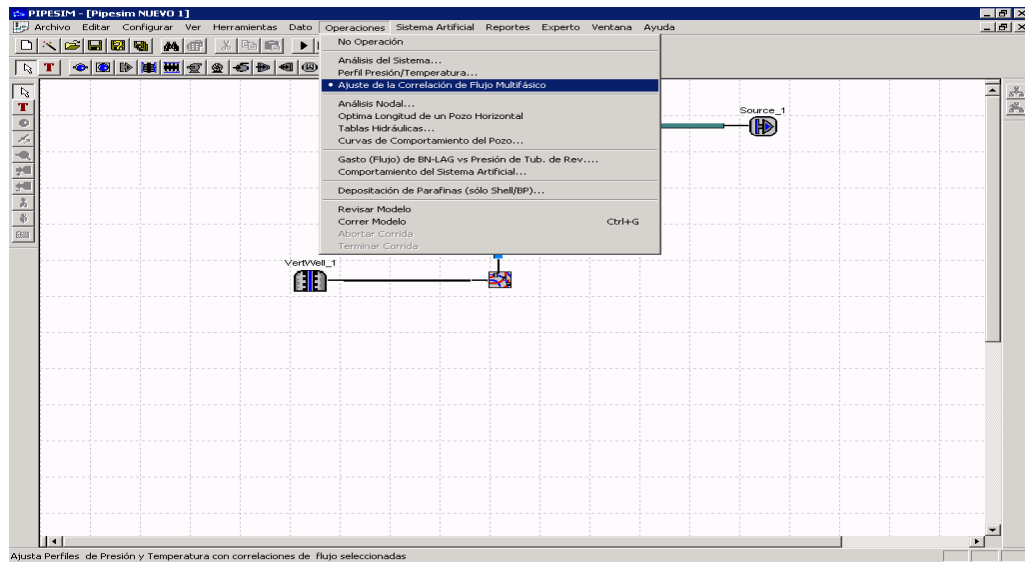 PIPESIM - [Pipesim NUEVO 1]
Archivo Editar Configurar Ver Herramientas Dato Operaciones Sistema Artificial Reportes Experto Ventana Ayuda
No Operación
Análisis del Sistema...
Perfil Presión/Temperatura...
• Ajuste de la Correlación de Flujo Multifásico
Análisis Nodal...
Optima Longitud de un Pozo Horizontal
Tablas Hidráulicas...
Curvas de Comportamiento del Pozo...
Gasto (Flujo) de BN-LAG vs Presión de Tub. de Rev....
Comportamiento del Sistema Artificial...
Depositación de Parafinas (sólo Shell/BP)...
Revisar Modelo
Correr Modelo Ctrl+G
Abortar Corrida
Terminar Corrida
T
T
Source_1
VertWell_1
Ajusta Perfiles de Presión y Temperatura con correlaciones de flujo seleccionadas